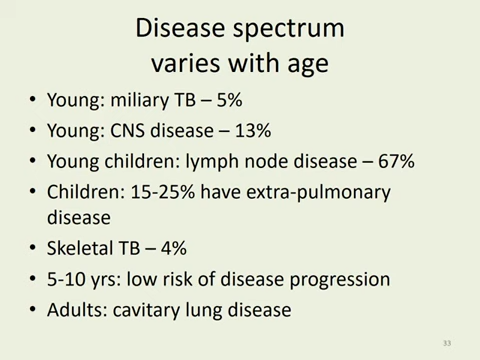 Disease spectrum
varies with age
• Young: miliary TB – 5%
• Young: CNS disease – 13%
• Young children: lymph node disease – 67%
• Children: 15-25% have extra-pulmonary
disease
• Skeletal TB – 4%
• 5-10 yrs: low risk of disease progression
• Adults: cavitary lung disease
33